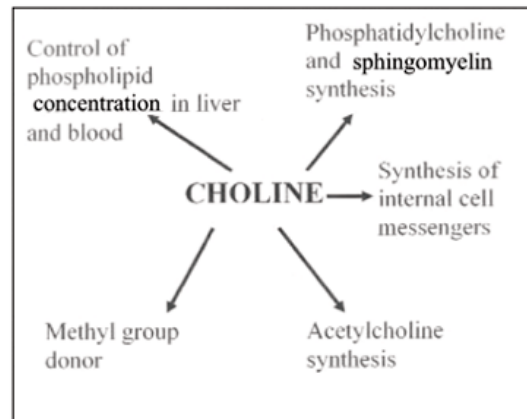 Control of
phospholipid
concentration in liver
and blood
Phosphatidylcholine
and sphingomyelin
synthesis
CHOLINE
Synthesis of
internal cell
messengers
Methyl group
donor
Acetylcholine
synthesis